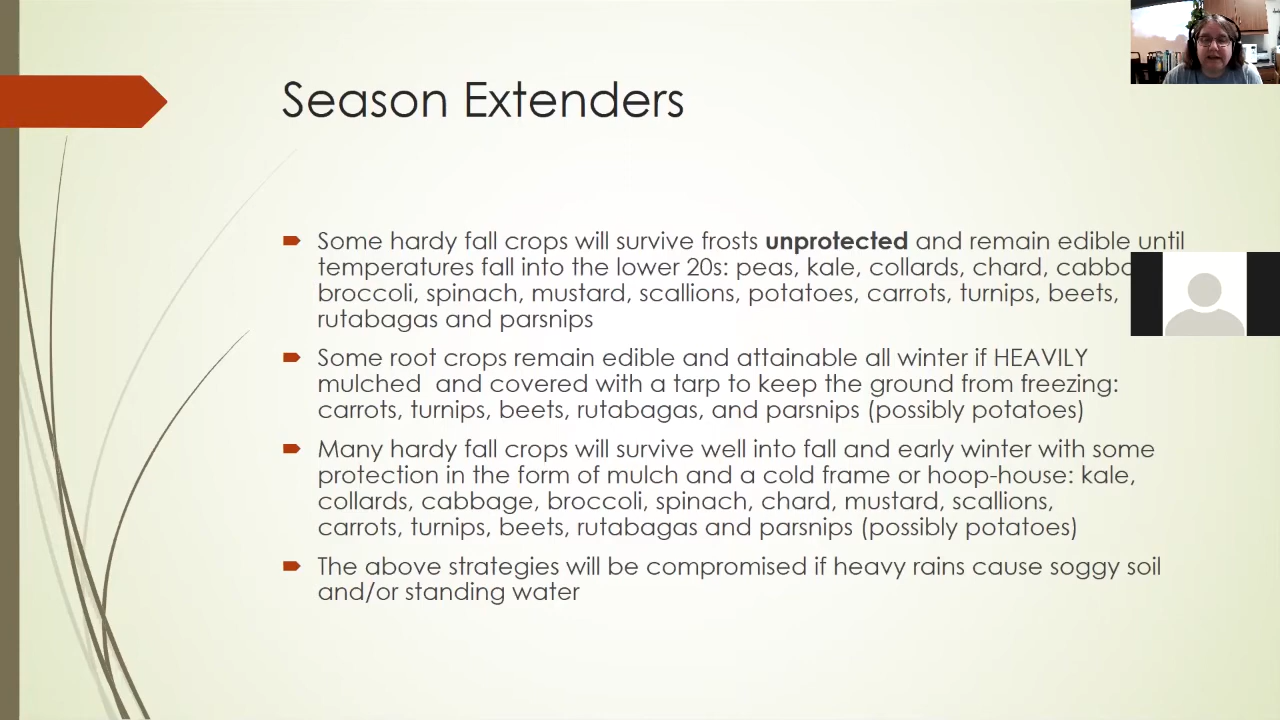 Season Extenders
Some hardy fall crops will survive frosts unprotected and remain edible until
temperatures fall into the lower 20s: peas, kale, collards, chard,
broccoli, spinach, mustard, scallions, potatoes, carrots, turnips, beets,
rutabagas and parsnips
Some root crops remain edible and attainable all winter if HEAVILY
mulched and covered with a tarp to keep the ground from freezing:
carrots, turnips, beets, rutabagas, and parsnips (possibly potatoes)
Many hardy fall crops will survive well into fall and early winter with some
protection in the form of mulch and a cold frame or hoop-house: kale,
collards, cabbage, broccoli, spinach, chard, mustard, scallions,
carrots, turnips, beets, rutabagas and parsnips (possibly potatoes)
The above strategies will be compromised if heavy rains cause soggy soil
and/or standing water